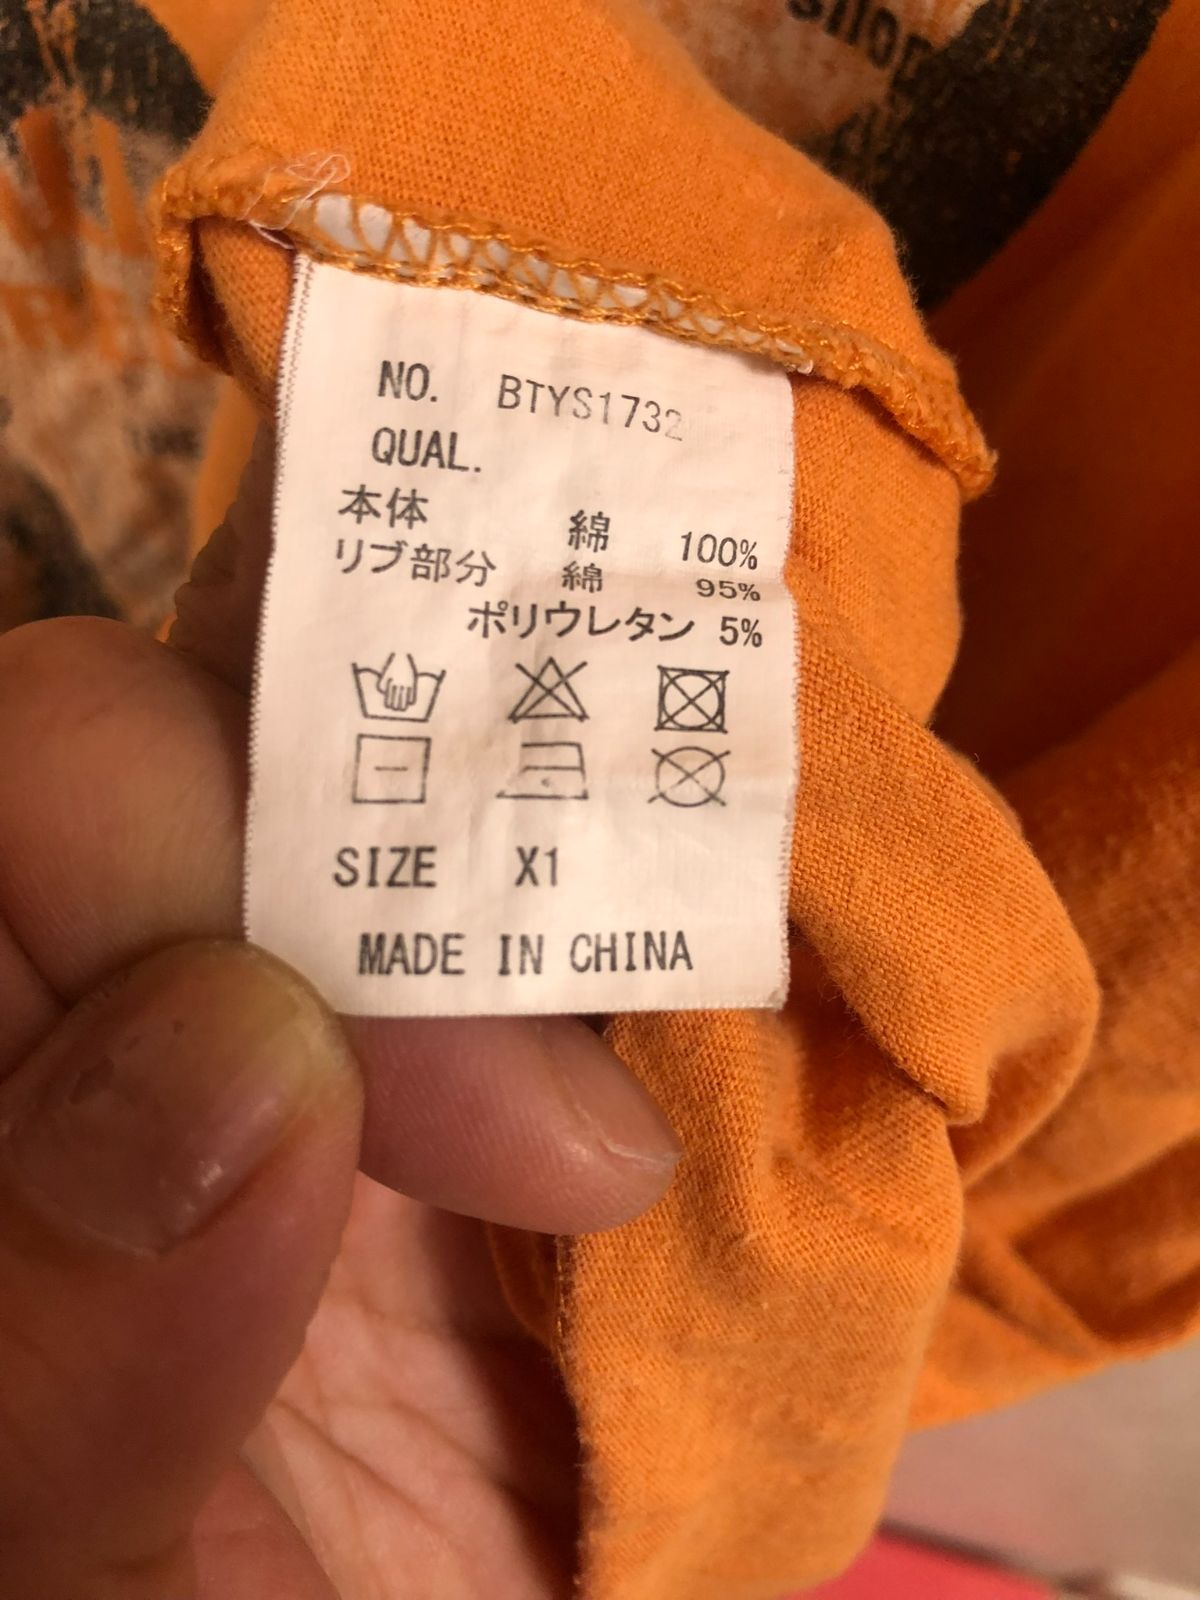 NO. BTYS1732
QUAL.
本体 綿 100%
リブ部分 綿 95%
ポリウレタン 5%
SIZE X1
MADE IN CHINA